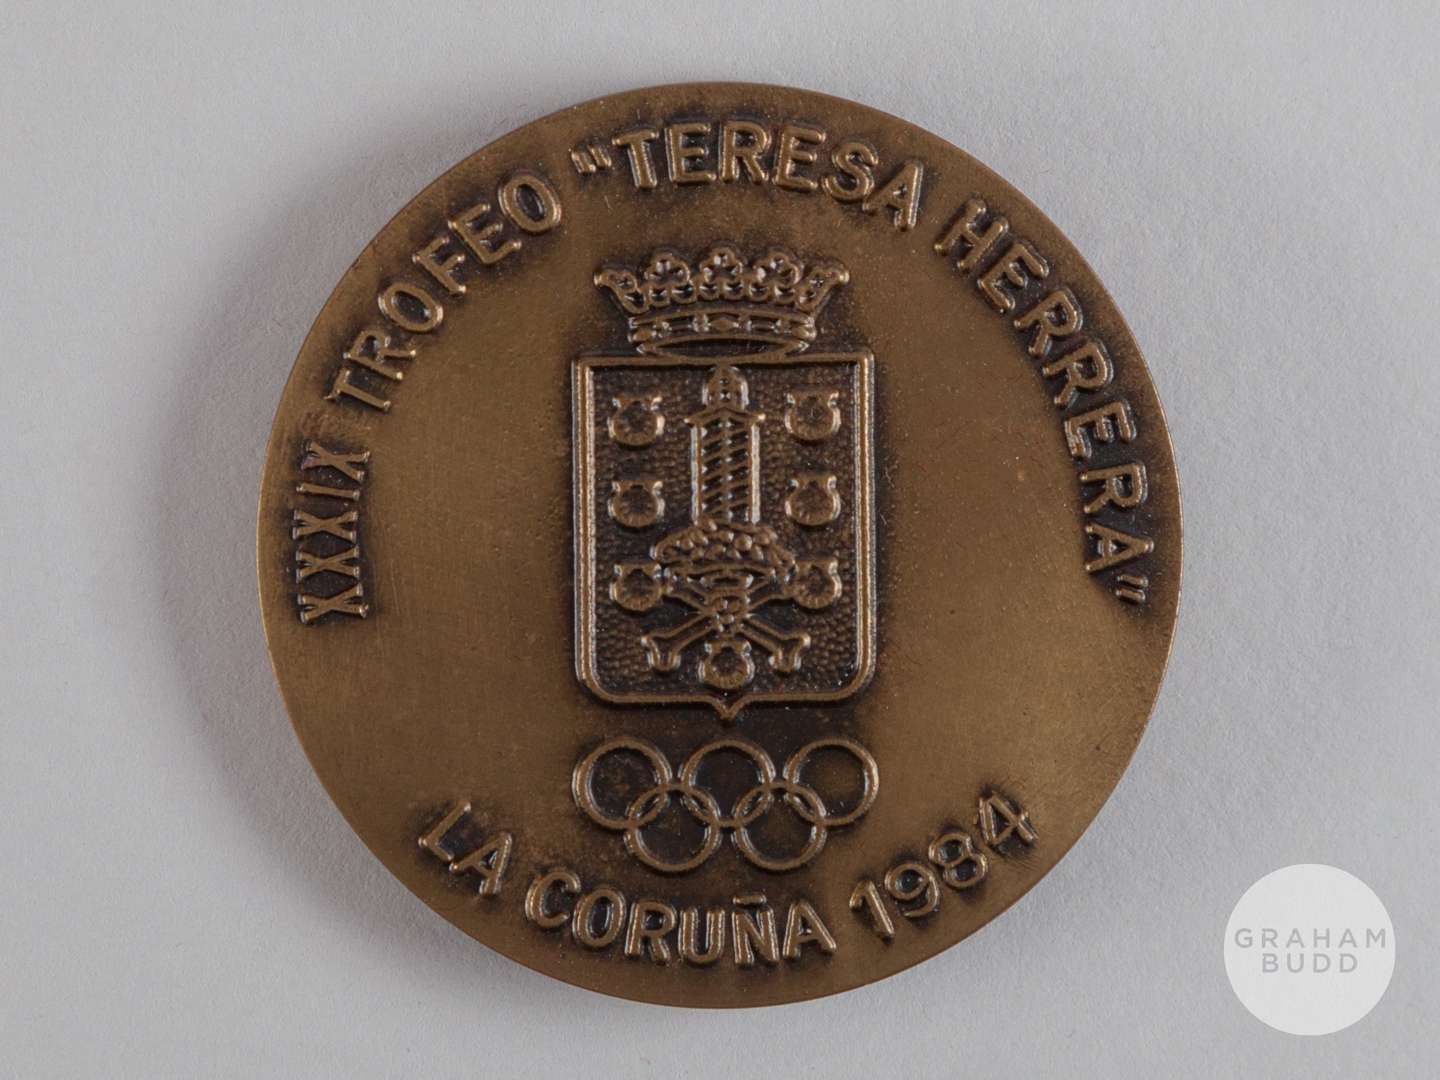 XXXIX TROFEO "TERESA HERRERA"
LA CORUÑA 1984
GRAHAM
BUDD